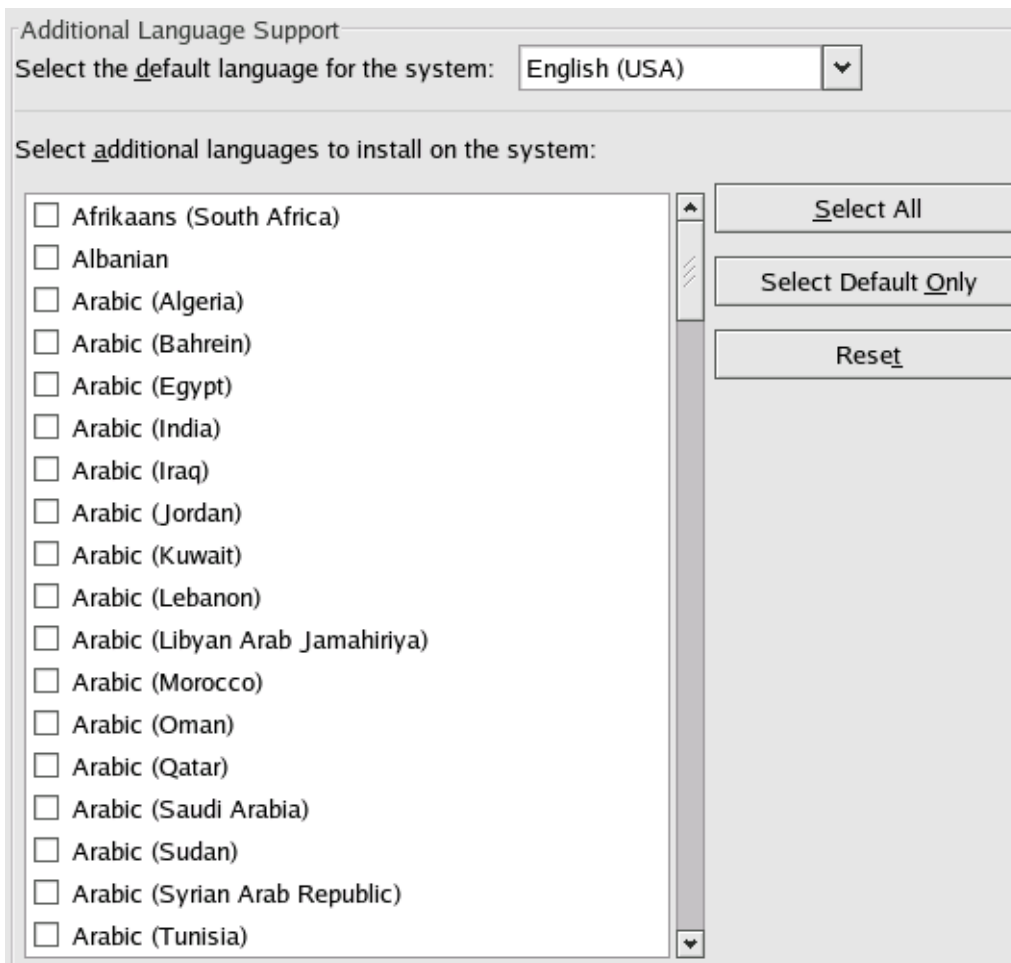 Additional Language Support
Select the default language for the system: English (USA)
Select additional languages to install on the system:
Afrikaans (South Africa)
Albanian
Arabic (Algeria)
Arabic (Bahrein)
Arabic (Egypt)
Arabic (India)
Arabic (Iraq)
Arabic (Jordan)
Arabic (Kuwait)
Arabic (Lebanon)
Arabic (Libyan Arab Jamahiriya)
Arabic (Morocco)
Arabic (Oman)
Arabic (Qatar)
Arabic (Saudi Arabia)
Arabic (Sudan)
Arabic (Syrian Arab Republic)
Arabic (Tunisia)
Select All
Select Default Only
Reset